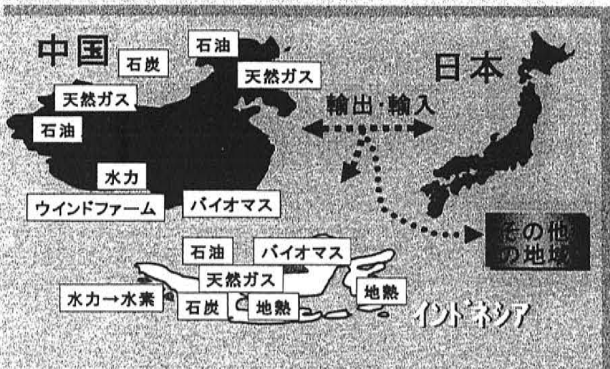 中国
石油
石炭
天然ガス
天然ガス
石油
水力
ウインドファーム
バイオマス
日本
輸出・輸入
その他
の地域
石油
バイオマス
天然ガス
水力→水素
石炭
地熱
地熱
インドネシア